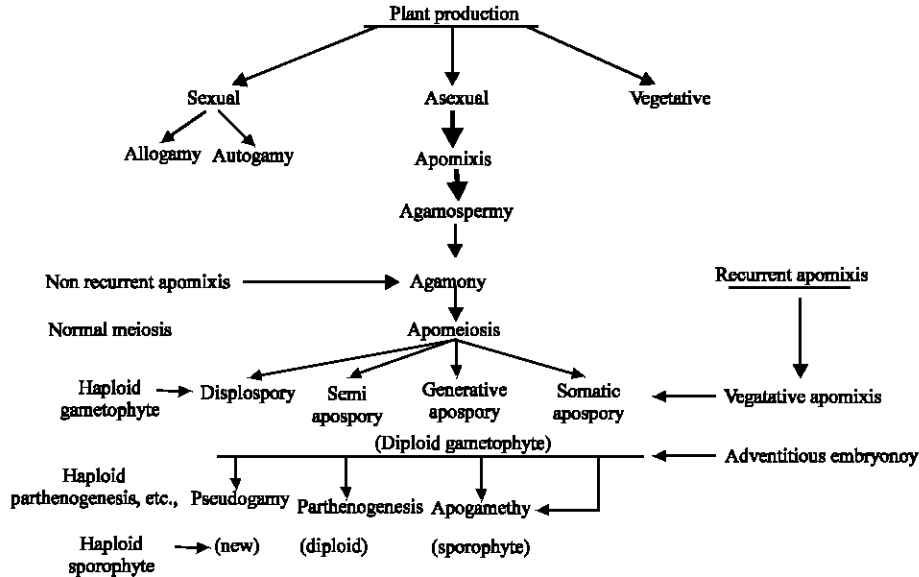 Plant production
Sexual Asexual Vegetative
Allogamy Autogamy Apomixis
Agamospermy
Non recurrent apomixis Agamony Recurrent apomixis
Normal meiosis Apomeiosis
Haploid
gametophyte
Displospory
Semi
apospory
Generative
apospory
Somatic
apospory
Vegatative apomixis
(Diploid gametophyte)
Adventitious embryonoy
Haploid
parthenogenesis, etc.,
Pseudogamy
Parthenogenesis
Apogamethy
Haploid
sporophyte
(new)
(diploid)
(sporophyte)